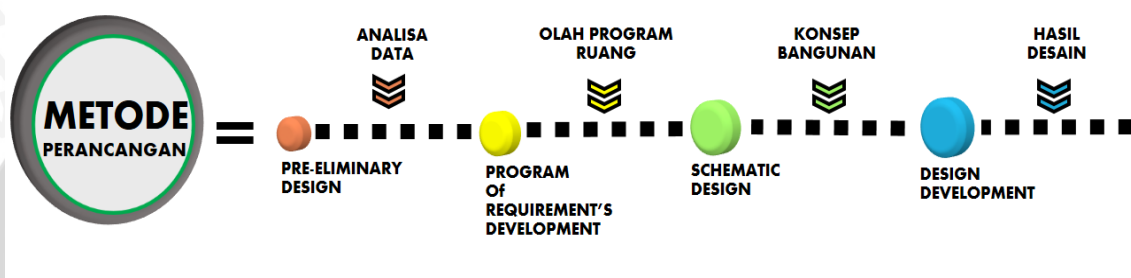 METODE
PERANCANGAN
=
ANALISA
DATA
OLAH PROGRAM
RUANG
KONSEP
BANGUNAN
HASIL
DESAIN
PRE-ELIMINARY
DESIGN
PROGRAM
Of
REQUIREMENT'S
DEVELOPMENT
SCHEMATIC
DESIGN
DESIGN
DEVELOPMENT